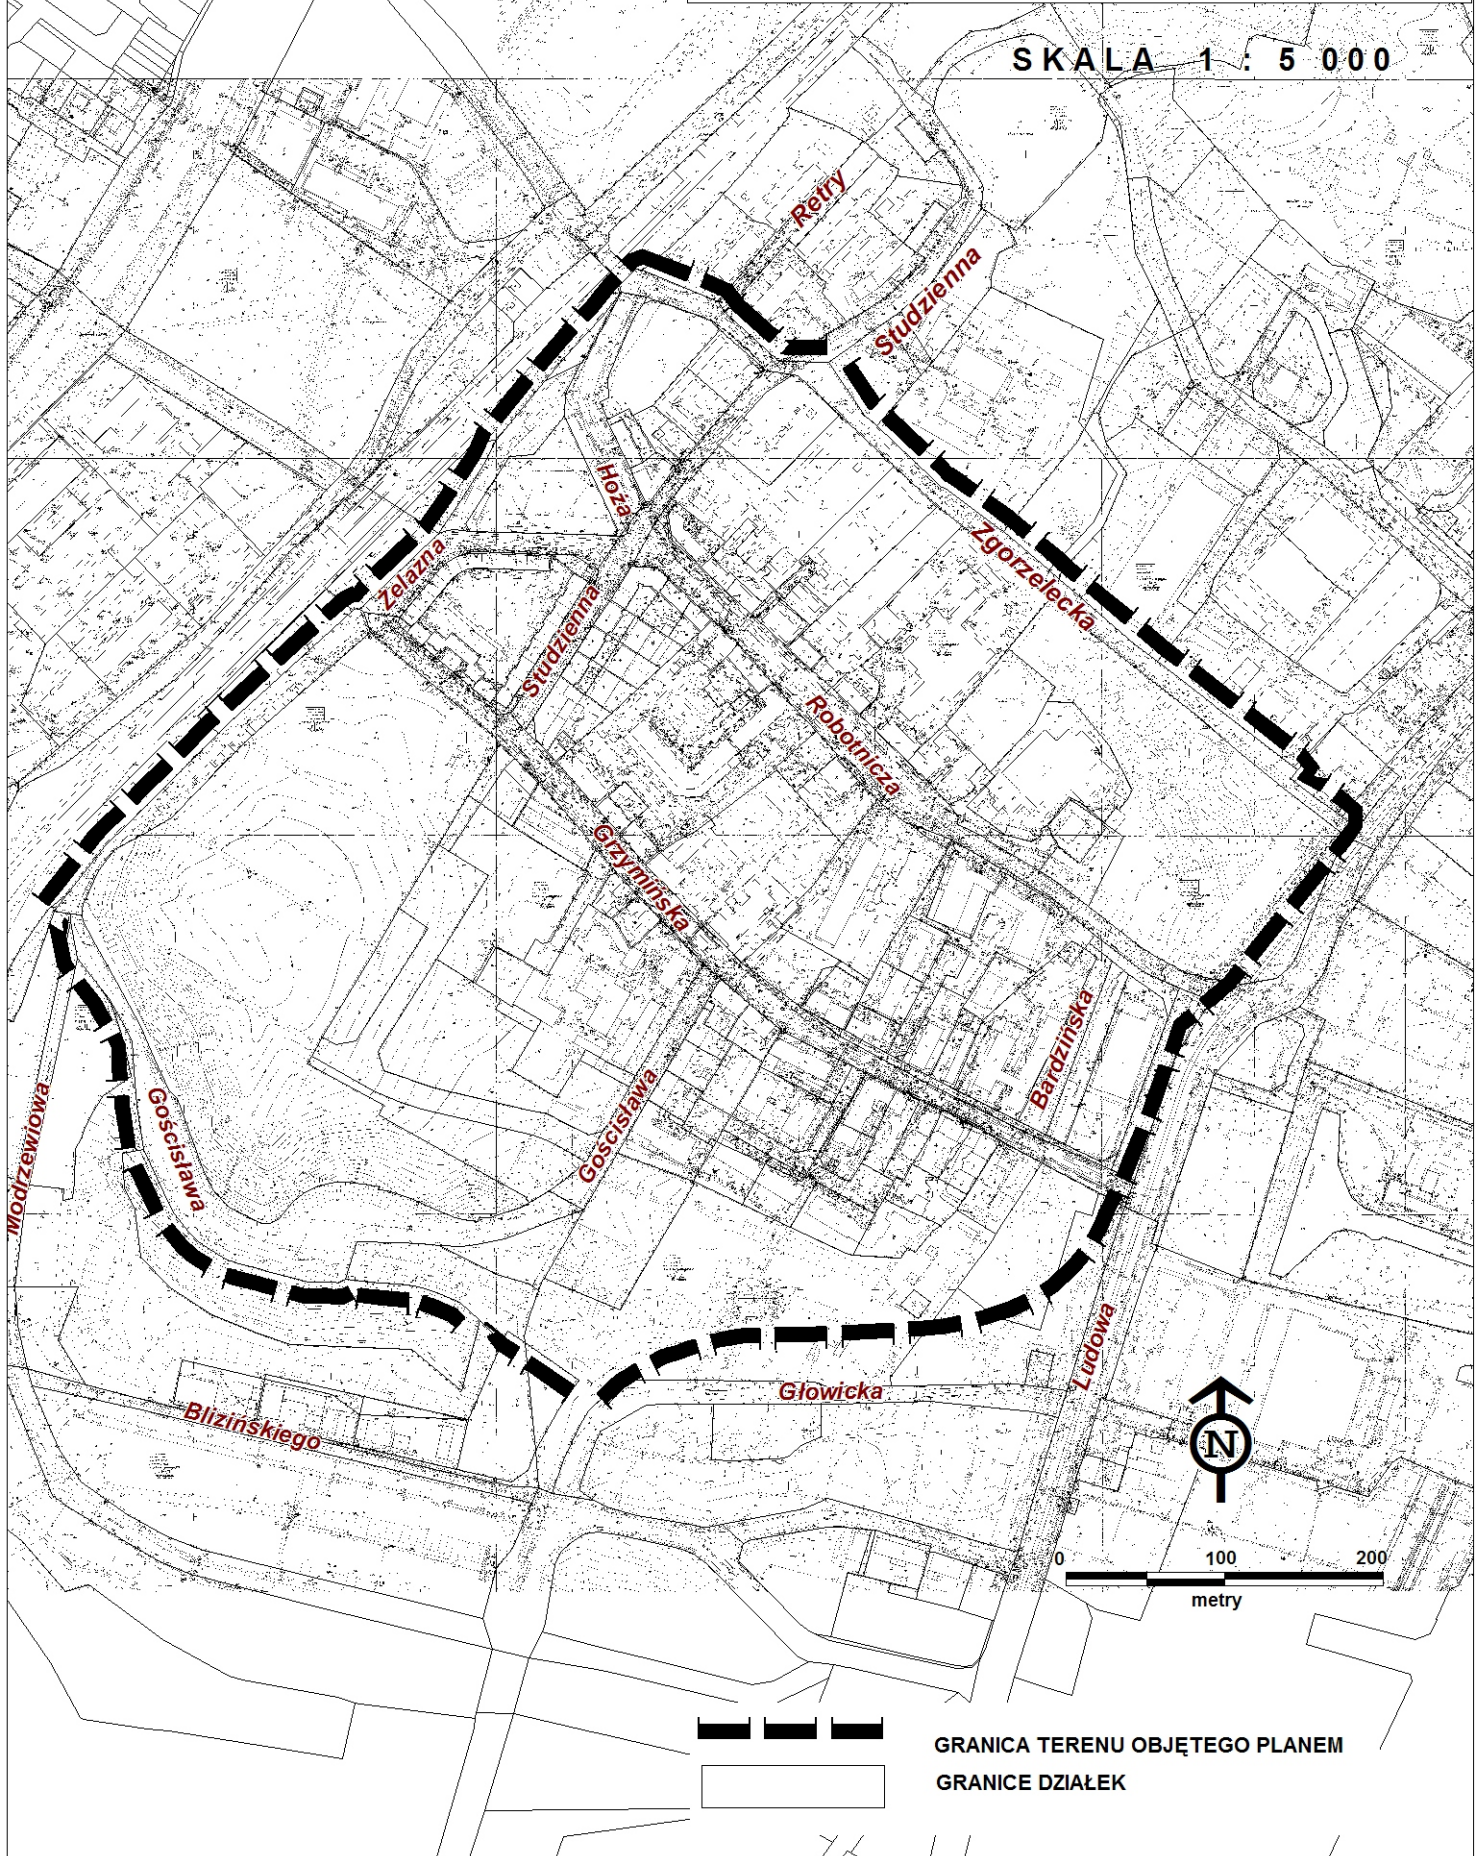 SKALA 1 : 5 000
Retry
Studzienna
Hoża
Żelazna
Zgorzelecka
Studzienna
Robotnicza
Grzymińska
Bardzińska
Gościsława
Gościsława
Modrzewiowa
Ludowa
Głowicka
Blizińskiego
N
0 100 200
metry
GRANICA TERENU OBJĘTEGO PLANEM
GRANICE DZIAŁEK